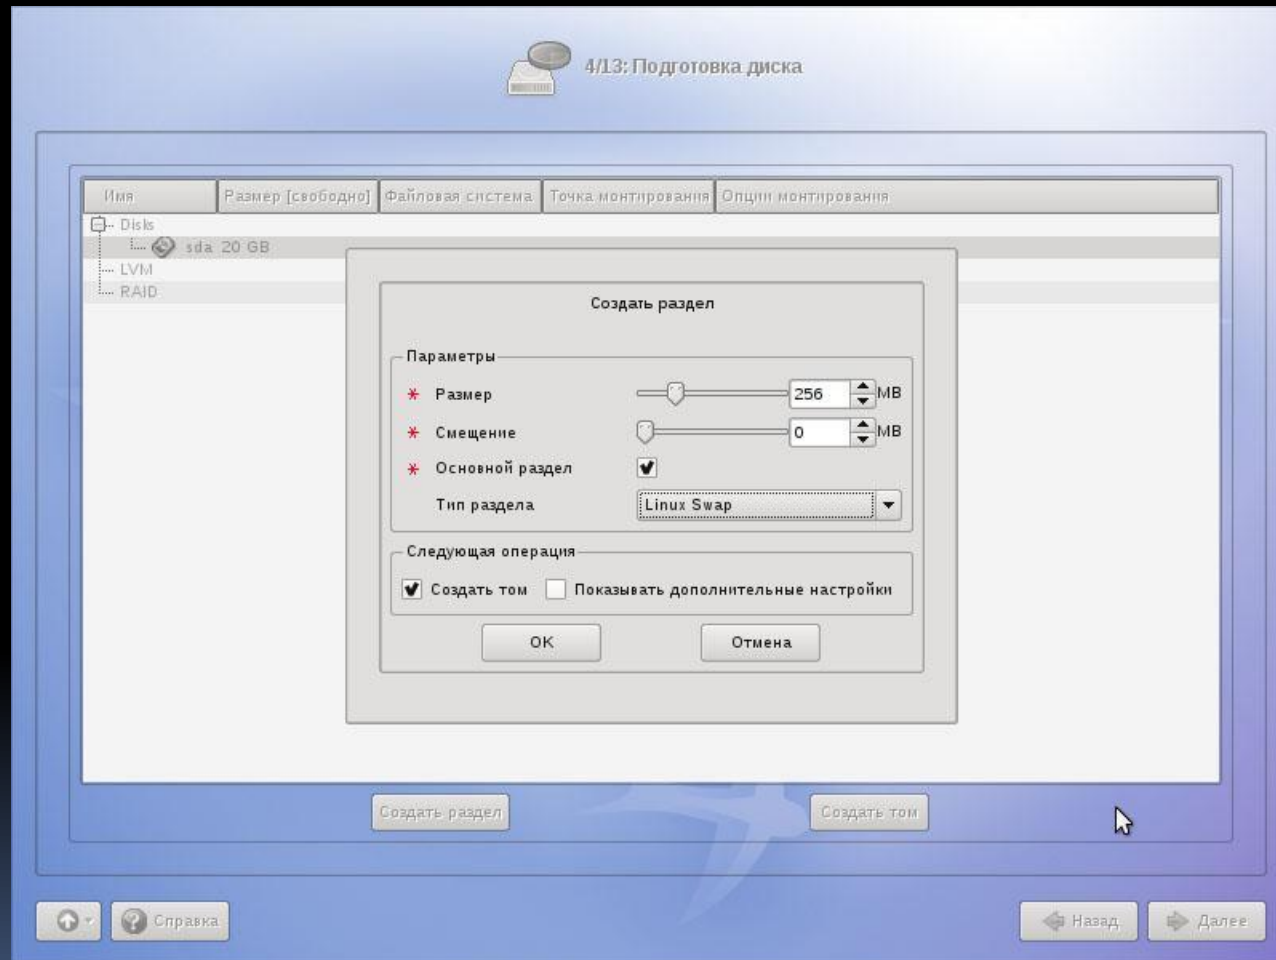 4/13: Подготовка диска
Имя Размер [свободно] Файловая система Точка монтирования Опции монтирования
Disks
sda 20 GB
LVM
RAID
Создать раздел
Параметры
* Размер 256 MB
* Смещение 0 MB
* Основной раздел
Тип раздела Linux Swap
Следующая операция
Создать том Показывать дополнительные настройки
OK Отмена
Создать раздел Создать том
Справка Назад Далее